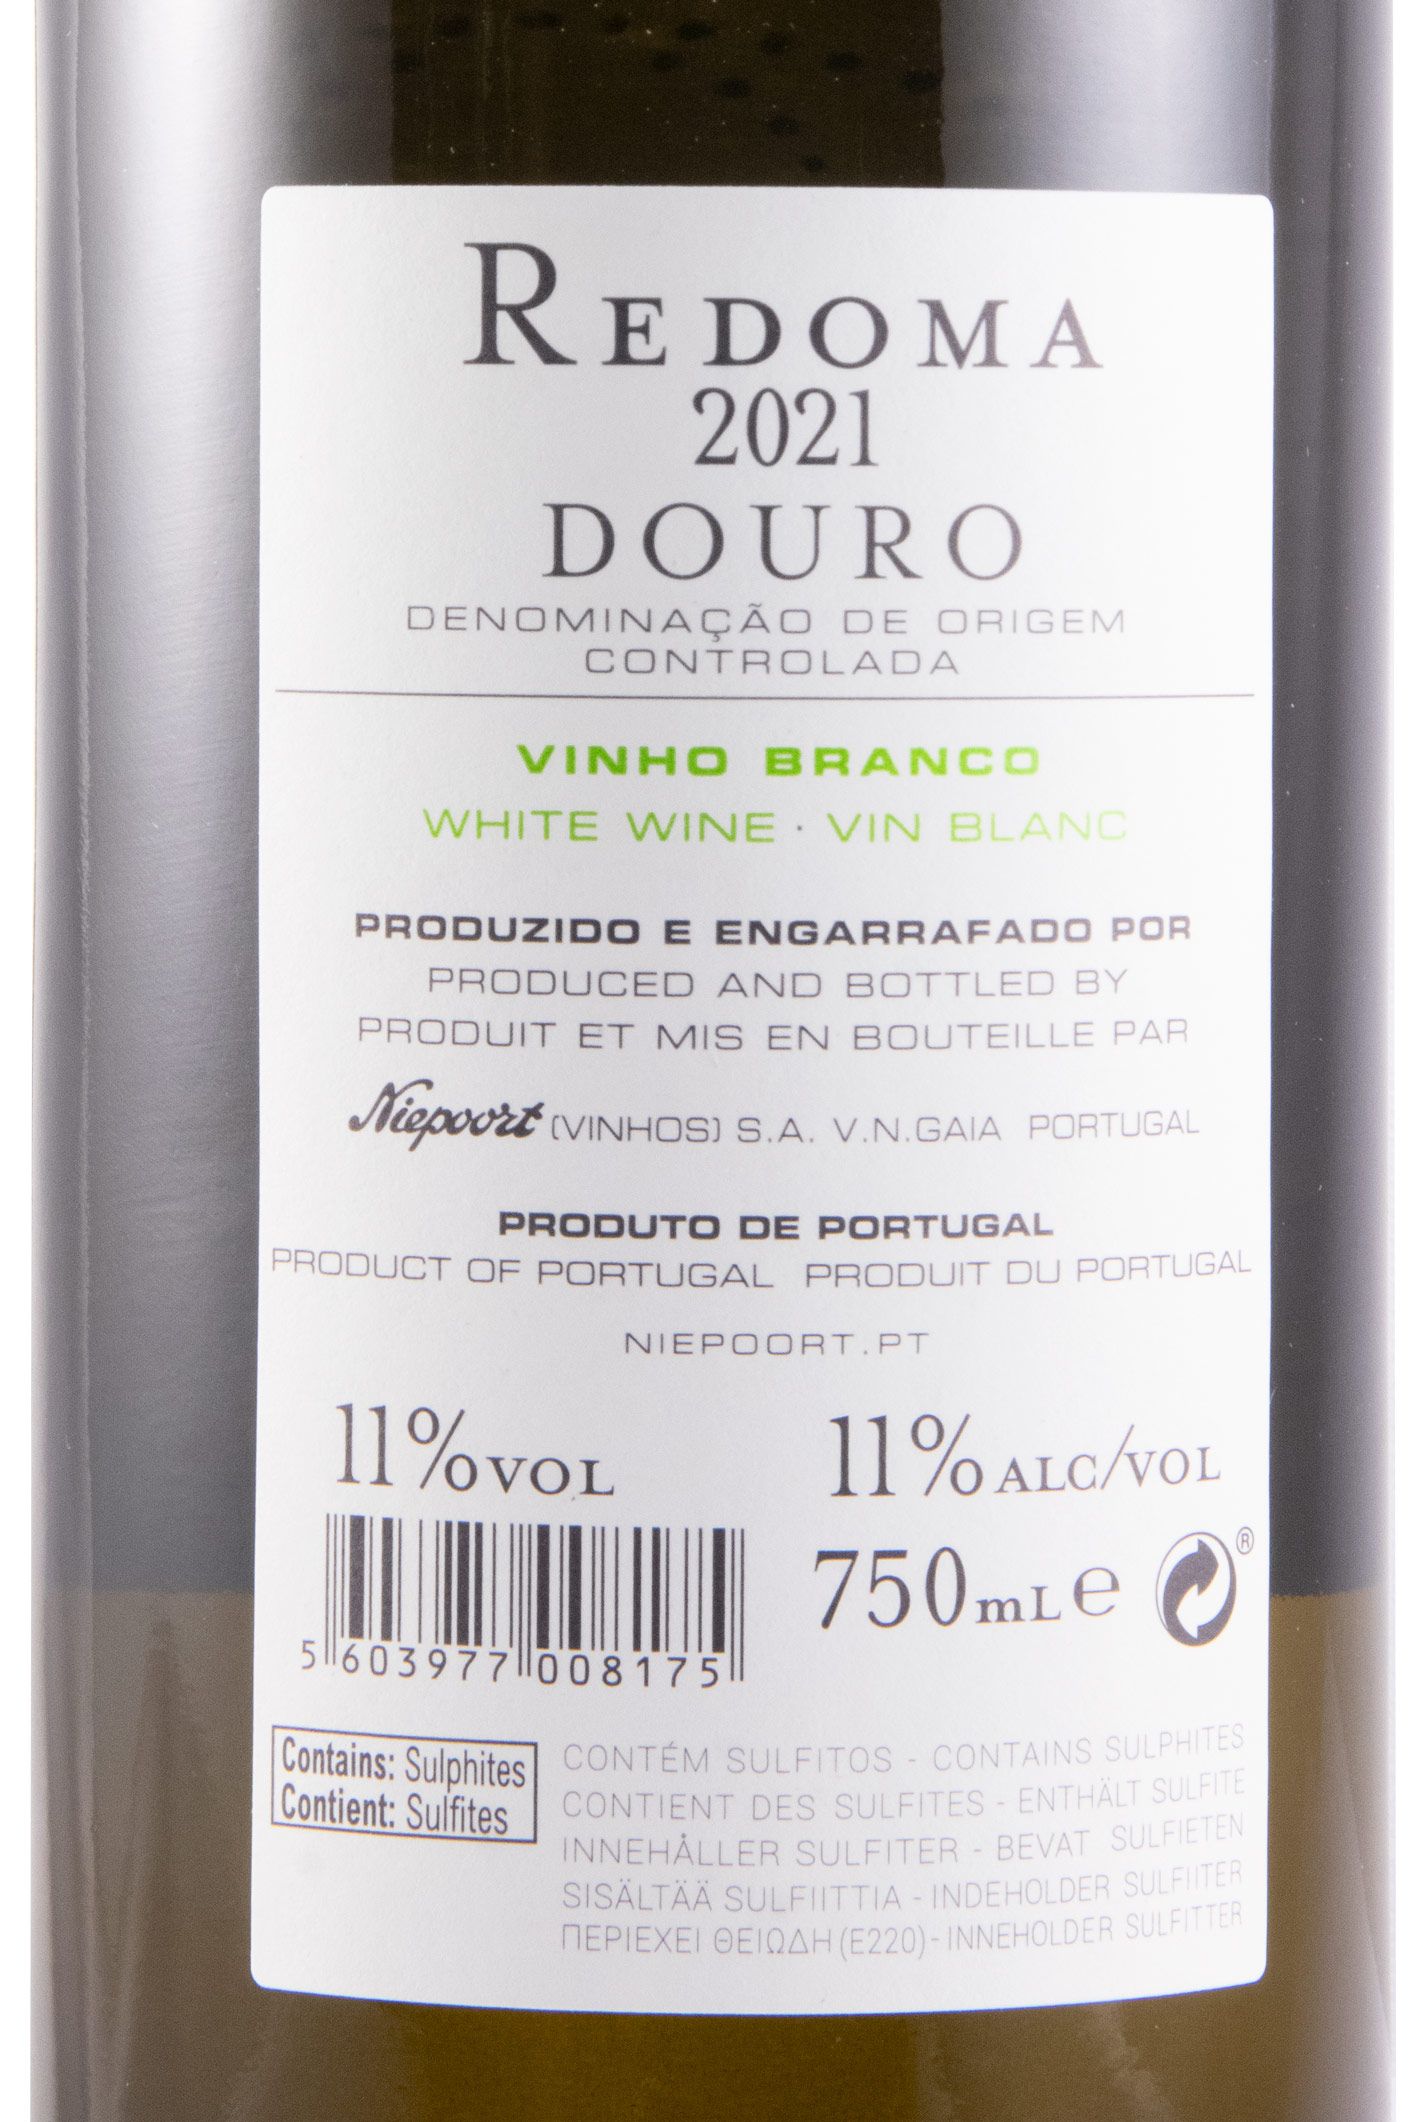 REDOMA
2021
DOURO
DENOMINAÇÃO DE ORIGEM
CONTROLADA
VINHO BRANCO
WHITE WINE · VIN BLANC
PRODUZIDO E ENGARRAFADO POR
PRODUCED AND BOTTLED BY
PRODUIT ET MIS EN BOUTEILLE PAR
Niepoort (VINHOS) S.A. V.N.GAIA PORTUGAL
PRODUTO DE PORTUGAL
PRODUCT OF PORTUGAL PRODUIT DU PORTUGAL
NIEPOORT.PT
11%VOL 11%ALC/VOL
750mL e ®
5 603977 008175
Contains: Sulphites
Contient: Sulfites
CONTÉM SULFITOS - CONTAINS SULPHITES
CONTIENT DES SULFITES - ENTHÄLT SULFITE
INNEHÅLLER SULFITER - BEVAT SULFIETEN
SISÄLTÄÄ SULFIITTIA - INDEHOLDER SULFIITER
ΠΕΡΙΕΧΕΙ ΘΕΙΩΔΗ (E220) - INNEHOLDER SULFITTER